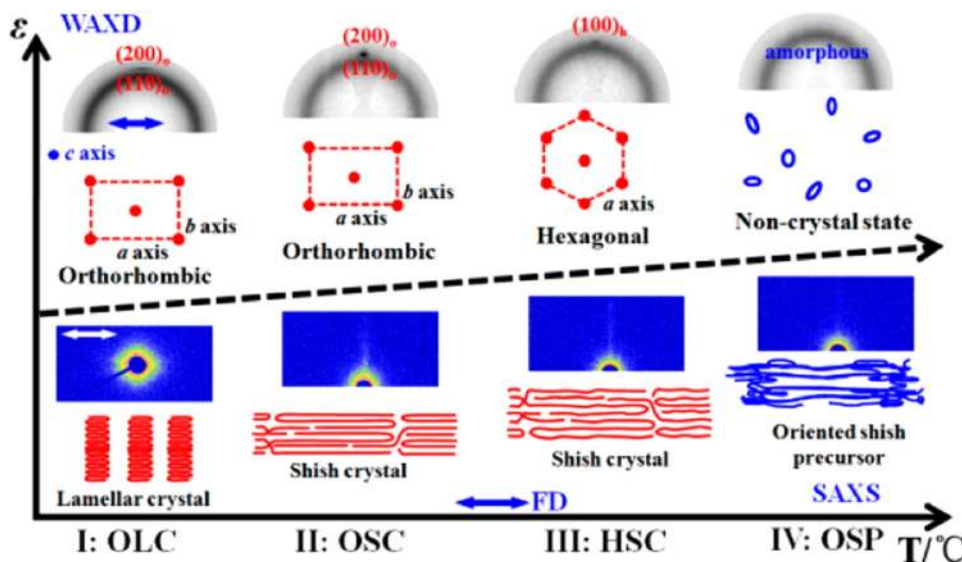 ε
WAXD
(200)ₒ
(110)ₒ
c axis
b axis
a axis
Orthorhombic
(200)ₒ
(110)ₒ
b axis
a axis
Orthorhombic
(100)ₕ
a axis
Hexagonal
amorphous
Non-crystal state
Lamellar crystal
Shish crystal
Shish crystal
Oriented shish
precursor
FD
SAXS
I: OLC
II: OSC
III: HSC
IV: OSP
T/℃